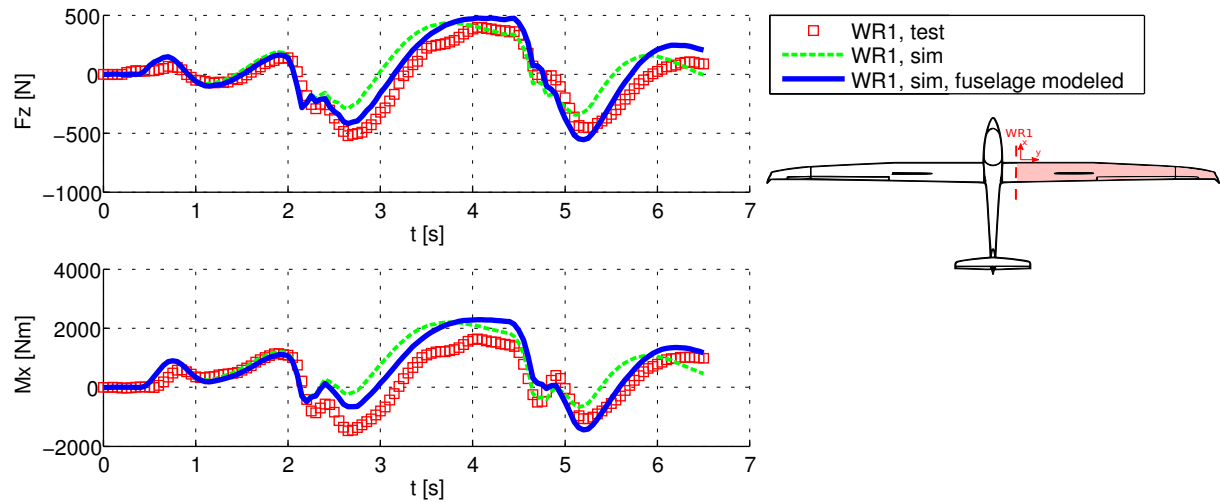 500
0
−500
−1000
Fz [N]
0 1 2 3 4 5 6 7
t [s]
4000
2000
0
−2000
Mx [Nm]
0 1 2 3 4 5 6 7
t [s]
WR1, test
WR1, sim
WR1, sim, fuselage modeled
WR1
x
y